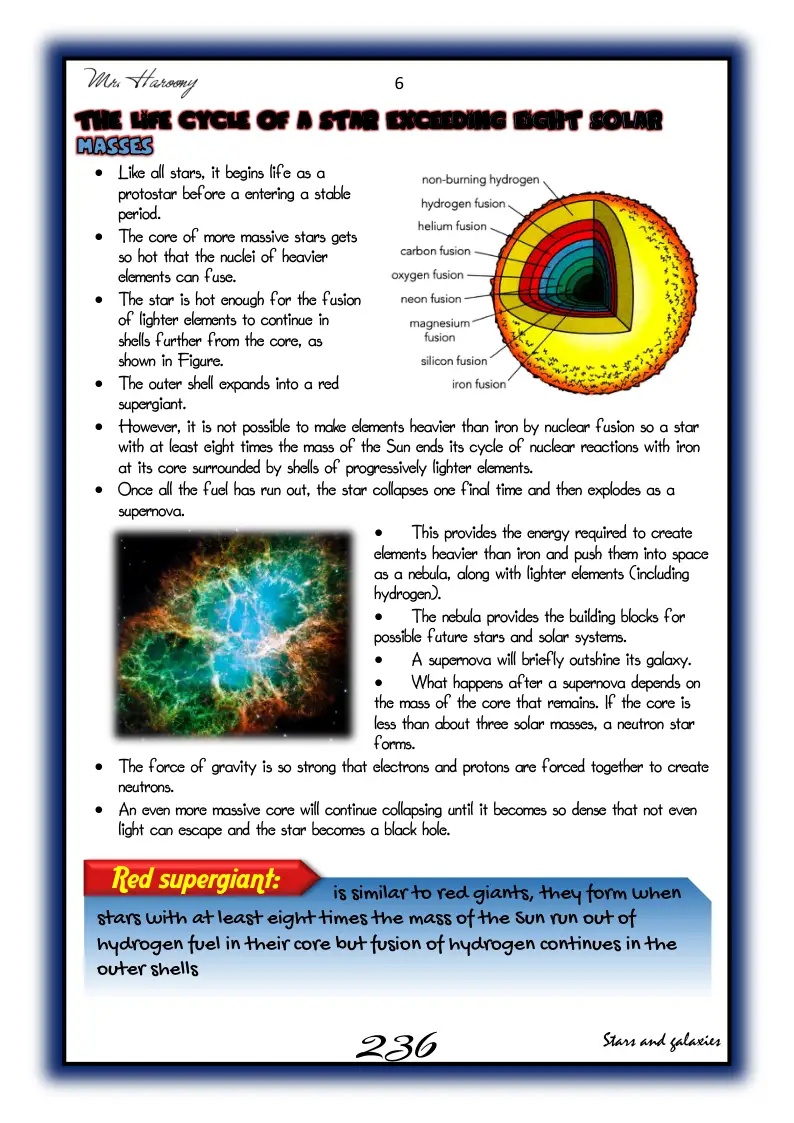 Mr. Haroony
6
THE LIFE CYCLE OF A STAR EXCEEDING EIGHT SOLAR
MASSES
• Like all stars, it begins life as a
protostar before a entering a stable
period.
• The core of more massive stars gets
so hot that the nuclei of heavier
elements can fuse.
• The star is hot enough for the fusion
of lighter elements to continue in
shells further from the core, as
shown in Figure.
• The outer shell expands into a red
supergiant.
non-burning hydrogen
hydrogen fusion
helium fusion
carbon fusion
oxygen fusion
neon fusion
magnesium
fusion
silicon fusion
iron fusion
• However, it is not possible to make elements heavier than iron by nuclear fusion so a star
with at least eight times the mass of the Sun ends its cycle of nuclear reactions with iron
at its core surrounded by shells of progressively lighter elements.
• Once all the fuel has run out, the star collapses one final time and then explodes as a
supernova.
• This provides the energy required to create
elements heavier than iron and push them into space
as a nebula, along with lighter elements (including
hydrogen).
• The nebula provides the building blocks for
possible future stars and solar systems.
• A supernova will briefly outshine its galaxy.
• What happens after a supernova depends on
the mass of the core that remains. If the core is
less than about three solar masses, a neutron star
forms.
• The force of gravity is so strong that electrons and protons are forced together to create
neutrons.
• An even more massive core will continue collapsing until it becomes so dense that not even
light can escape and the star becomes a black hole.
Red supergiant:
is similar to red giants, they form when
stars with at least eight times the mass of the Sun run out of
hydrogen fuel in their core but fusion of hydrogen continues in the
outer shells
236
Stars and galaxies